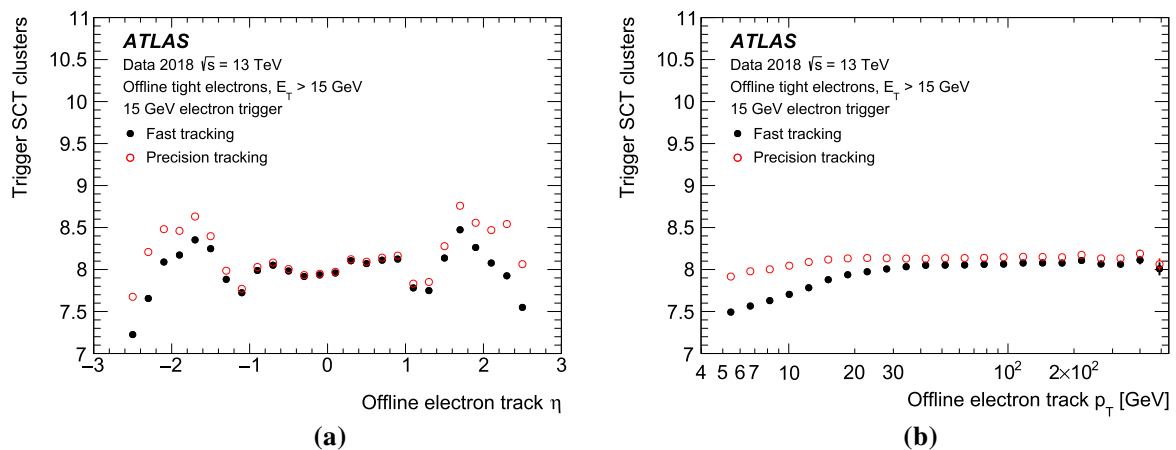 11
10.5
10
9.5
9
8.5
8
7.5
7
Trigger SCT clusters
ATLAS
Data 2018 √s = 13 TeV
Offline tight electrons, E_T > 15 GeV
15 GeV electron trigger
Fast tracking
Precision tracking
−3 −2 −1 0 1 2 3
Offline electron track η
(a)
11
10.5
10
9.5
9
8.5
8
7.5
7
Trigger SCT clusters
ATLAS
Data 2018 √s = 13 TeV
Offline tight electrons, E_T > 15 GeV
15 GeV electron trigger
Fast tracking
Precision tracking
4 5 6 7 10 20 30 10² 2×10²
Offline electron track p_T [GeV]
(b)